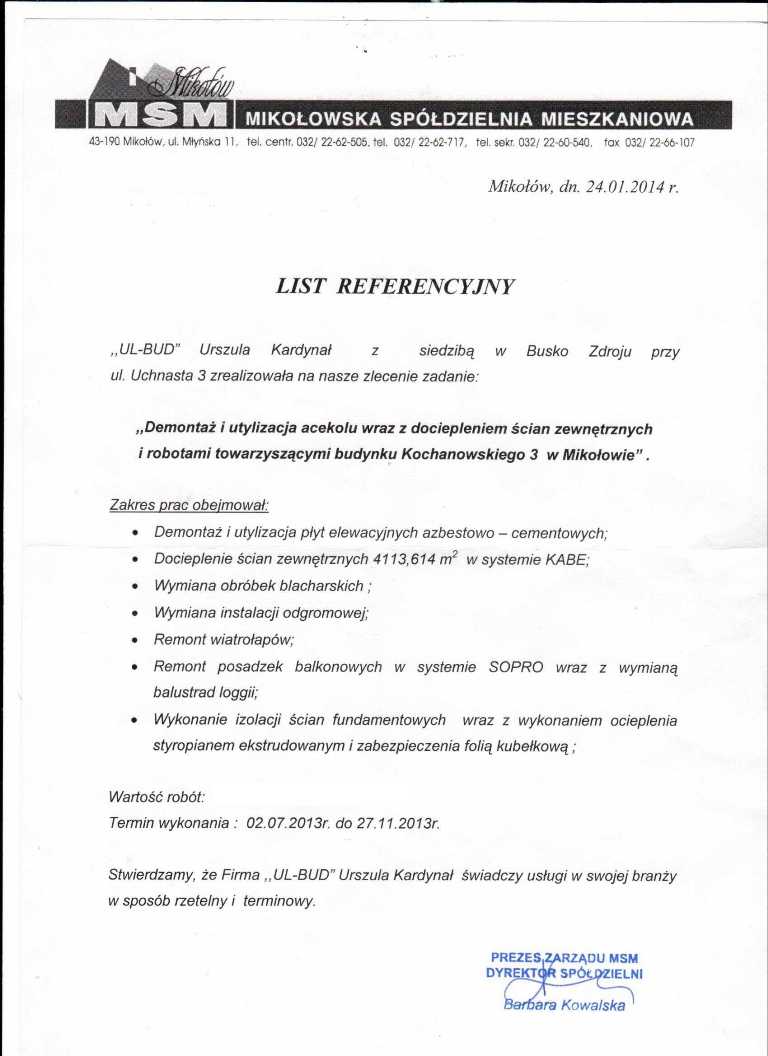 Mikołów
MSM MIKOŁOWSKA SPÓŁDZIELNIA MIESZKANIOWA
43-190 Mikołów, ul. Młyńska 11, tel. centr. 032/ 22-62-505, tel. 032/ 22-62-717, tel. sekr. 032/ 22-60-540, fax 032/ 22-66-107
Mikołów, dn. 24.01.2014 r.
LIST REFERENCYJNY
,,UL-BUD” Urszula Kardynał z siedzibą w Busko Zdroju przy
ul. Uchnasta 3 zrealizowała na nasze zlecenie zadanie:
,,Demontaż i utylizacja acekolu wraz z dociepleniem ścian zewnętrznych
i robotami towarzyszącymi budynku Kochanowskiego 3 w Mikołowie” .
Zakres prac obejmował:
• Demontaż i utylizacja płyt elewacyjnych azbestowo – cementowych;
• Docieplenie ścian zewnętrznych 4113,614 m² w systemie KABE;
• Wymiana obróbek blacharskich ;
• Wymiana instalacji odgromowej;
• Remont wiatrołapów;
• Remont posadzek balkonowych w systemie SOPRO wraz z wymianą
balustrad loggii;
• Wykonanie izolacji ścian fundamentowych wraz z wykonaniem ocieplenia
styropianem ekstrudowanym i zabezpieczenia folią kubełkową ;
Wartość robót:
Termin wykonania : 02.07.2013r. do 27.11.2013r.
Stwierdzamy, że Firma ,,UL-BUD” Urszula Kardynał świadczy usługi w swojej branży
w sposób rzetelny i terminowy.
PREZES ZARZĄDU MSM
DYREKTOR SPÓŁDZIELNI
Barbara Kowalska